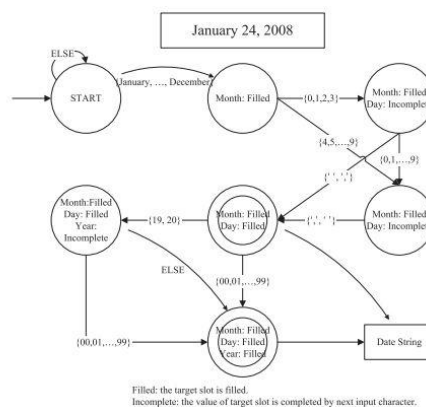 January 24, 2008
ELSE
START
{January, ..., December}
Month: Filled
{0,1,2,3}
Month: Filled
Day: Incomplete
{4,5,...,9}
{0,1,...,9}
{' ', ','}
Month:Filled
Day: Filled
Year:
Incomplete
{19, 20}
Month: Filled
Day: Filled
{',', ' '}
Month: Filled
Day: Incomplete
ELSE
{00,01,...,99}
{00,01,...,99}
Month: Filled
Day: Filled
Year: Filled
Date String
Filled: the target slot is filled.
Incomplete: the value of target slot is completed by next input character.